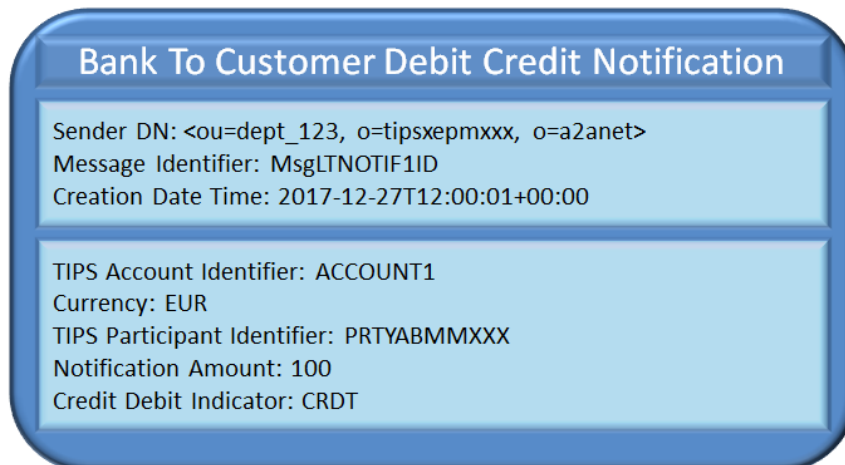 Bank To Customer Debit Credit Notification
Sender DN: <ou=dept_123, o=tipsxepmxxx, o=a2anet>
Message Identifier: MsgLTNOTIF1ID
Creation Date Time: 2017-12-27T12:00:01+00:00
TIPS Account Identifier: ACCOUNT1
Currency: EUR
TIPS Participant Identifier: PRTYABMMXXX
Notification Amount: 100
Credit Debit Indicator: CRDT